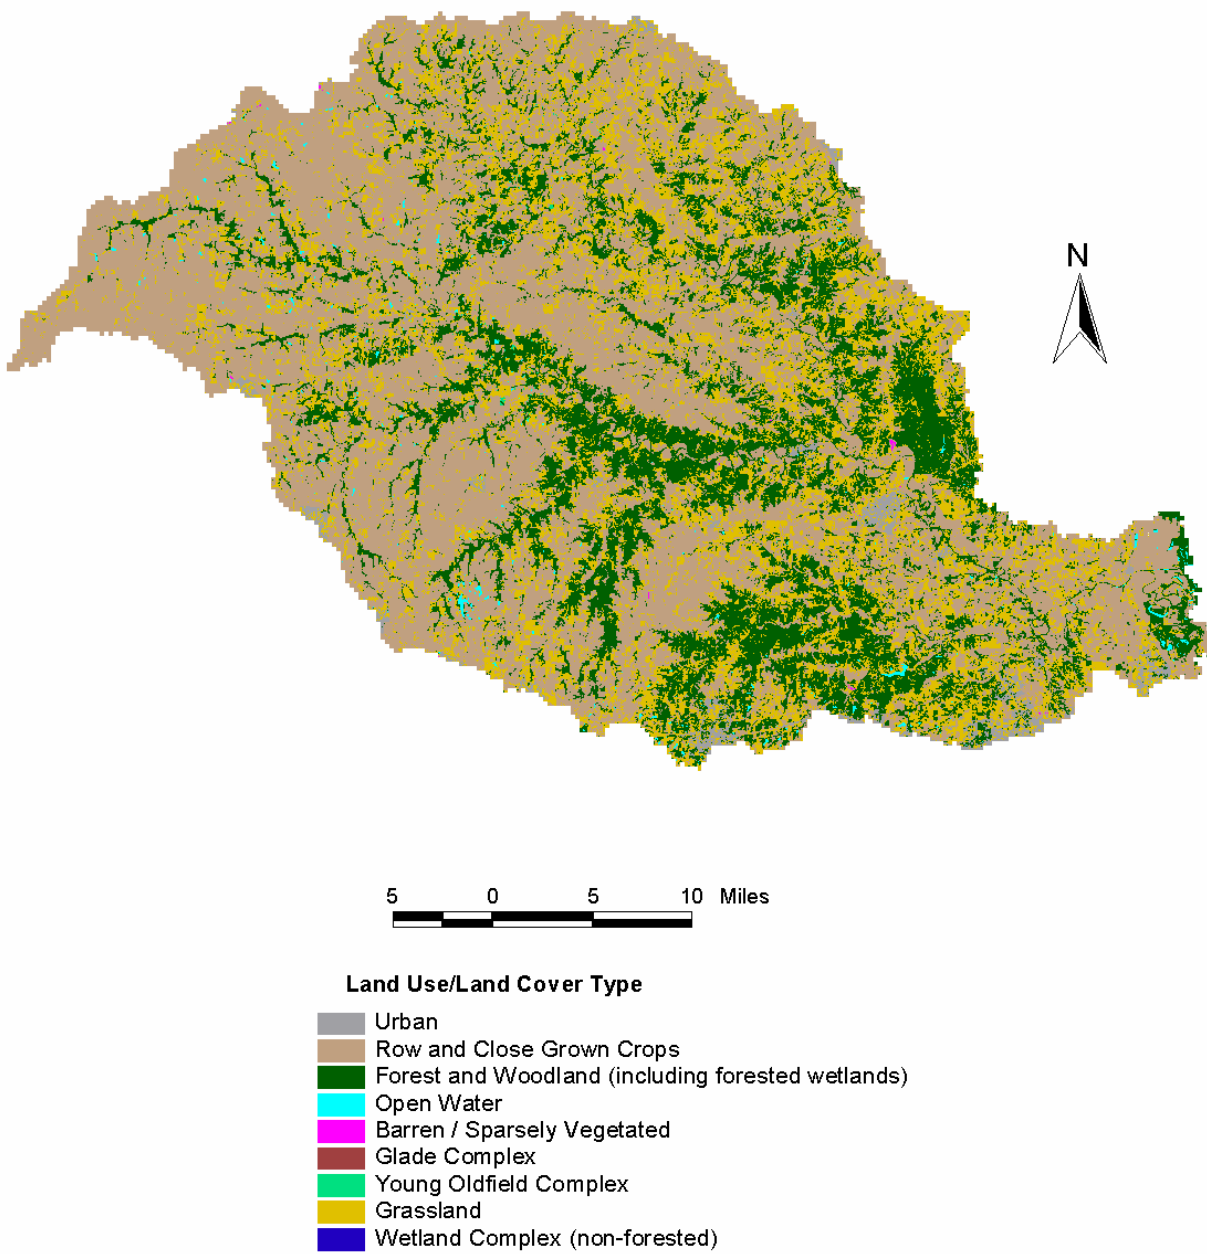 N
5 0 5 10 Miles
Land Use/Land Cover Type
Urban
Row and Close Grown Crops
Forest and Woodland (including forested wetlands)
Open Water
Barren / Sparsely Vegetated
Glade Complex
Young Oldfield Complex
Grassland
Wetland Complex (non-forested)